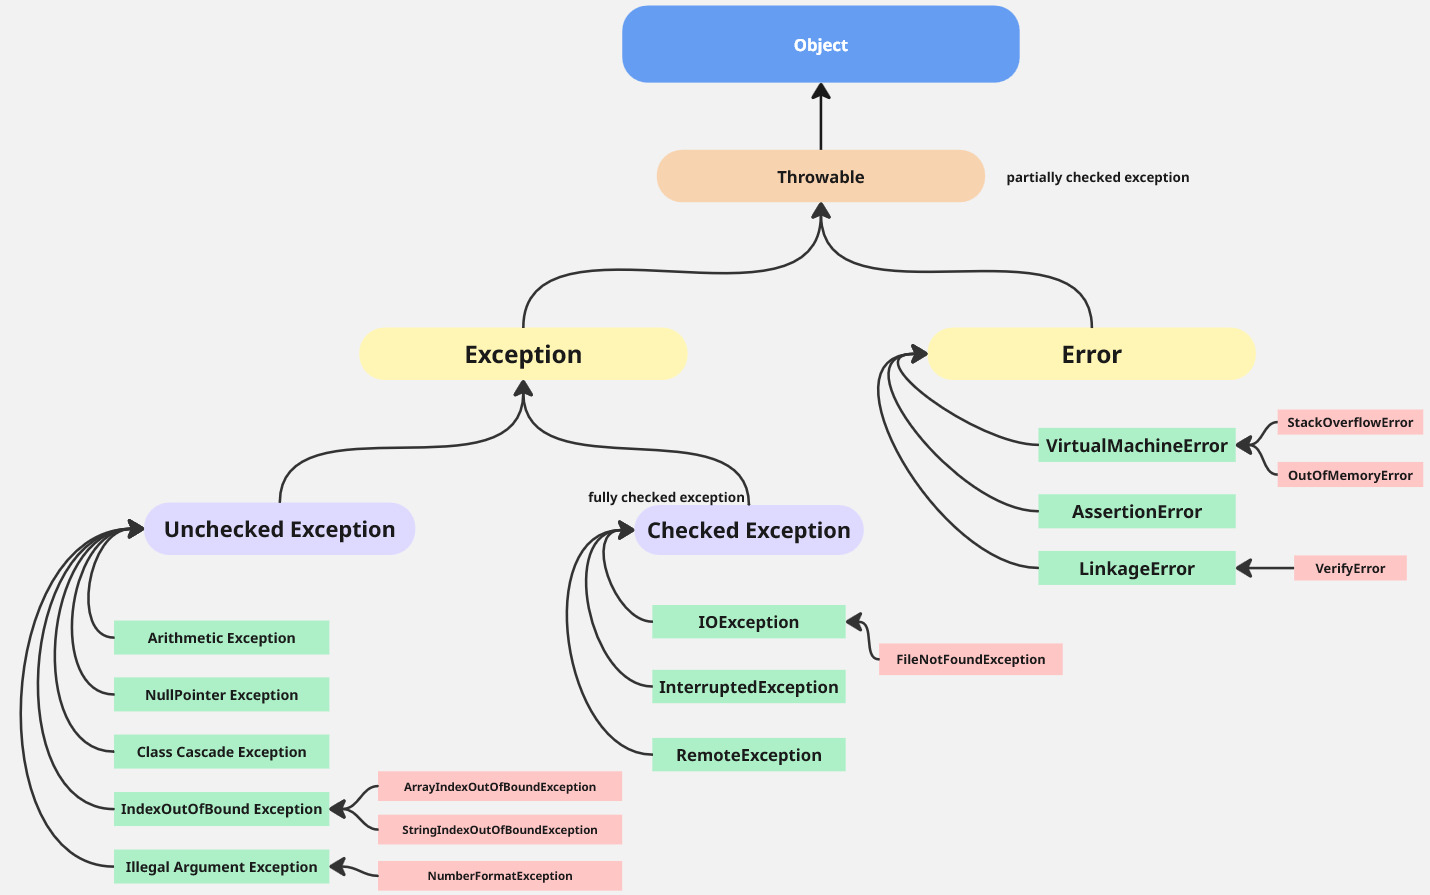 Object
Throwable
partially checked exception
Exception
Error
StackOverflowError
VirtualMachineError
OutOfMemoryError
fully checked exception
Unchecked Exception
Checked Exception
AssertionError
LinkageError
VerifyError
IOException
Arithmetic Exception
FileNotFoundException
InterruptedException
NullPointer Exception
Class Cascade Exception
RemoteException
ArrayIndexOutOfBoundException
IndexOutOfBound Exception
StringIndexOutOfBoundException
Illegal Argument Exception
NumberFormatException